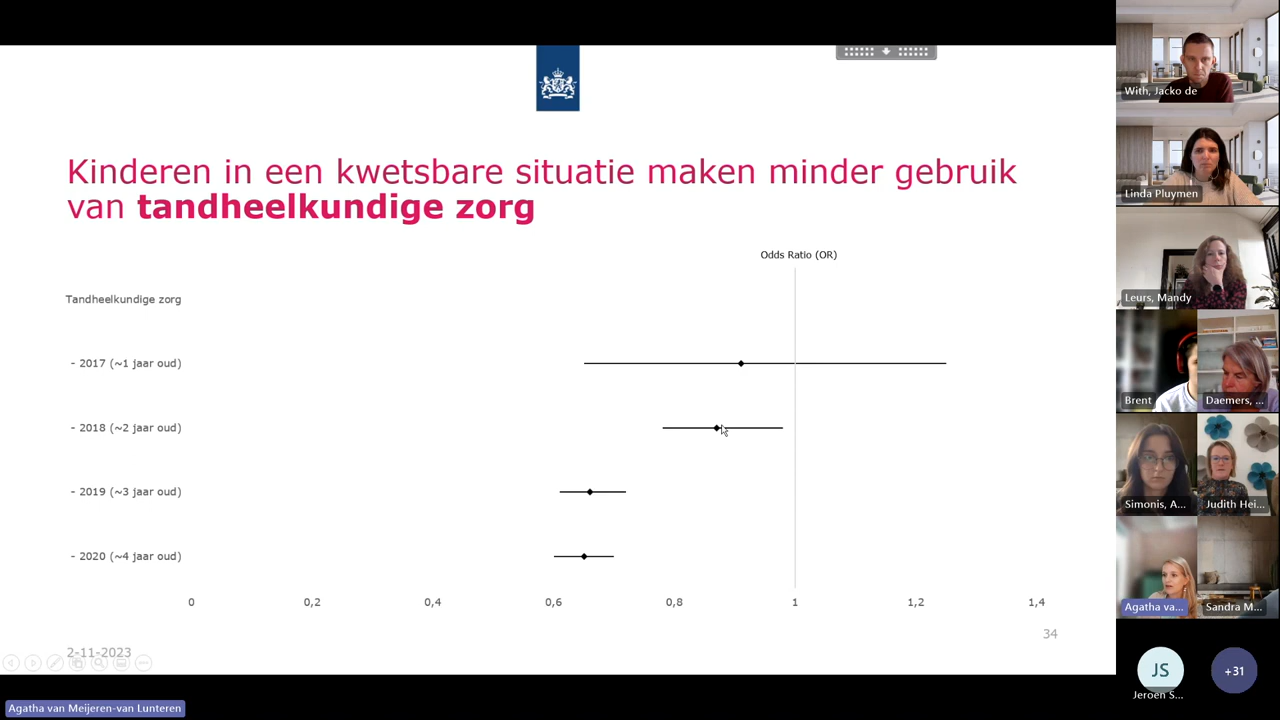 Kinderen in een kwetsbare situatie maken minder gebruik
van tandheelkundige zorg
Odds Ratio (OR)
Tandheelkundige zorg
- 2017 (~1 jaar oud)
- 2018 (~2 jaar oud)
- 2019 (~3 jaar oud)
- 2020 (~4 jaar oud)
0 0,2 0,4 0,6 0,8 1 1,2 1,4
34
2-11-2023
Agatha van Meijeren-van Lunteren
With, Jacko de
Linda Pluymen
Leurs, Mandy
Brent
Daemers, ...
Simonis, A...
Judith Hei...
Agatha va...
Sandra M...
JS
+31
Jeroen S...